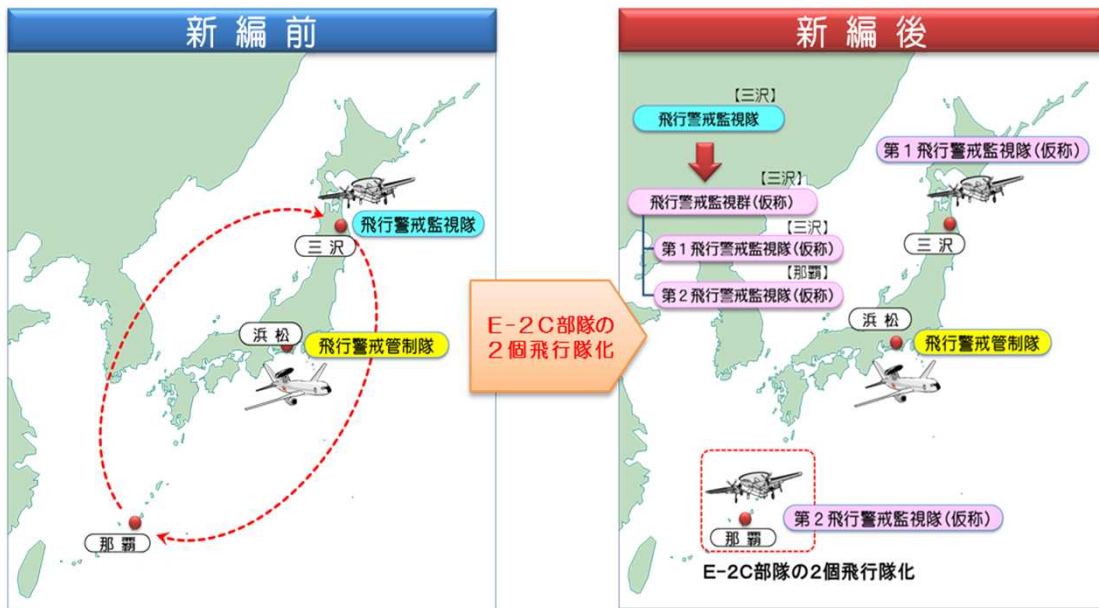 新編前
飛行警戒監視隊
三沢
浜松
飛行警戒管制隊
那覇
E-2C部隊の
2個飛行隊化
新編後
【三沢】
飛行警戒監視隊
【三沢】
飛行警戒監視群(仮称)
【三沢】
第1飛行警戒監視隊(仮称)
【那覇】
第2飛行警戒監視隊(仮称)
第1飛行警戒監視隊(仮称)
三沢
浜松
飛行警戒管制隊
第2飛行警戒監視隊(仮称)
那覇
E-2C部隊の2個飛行隊化